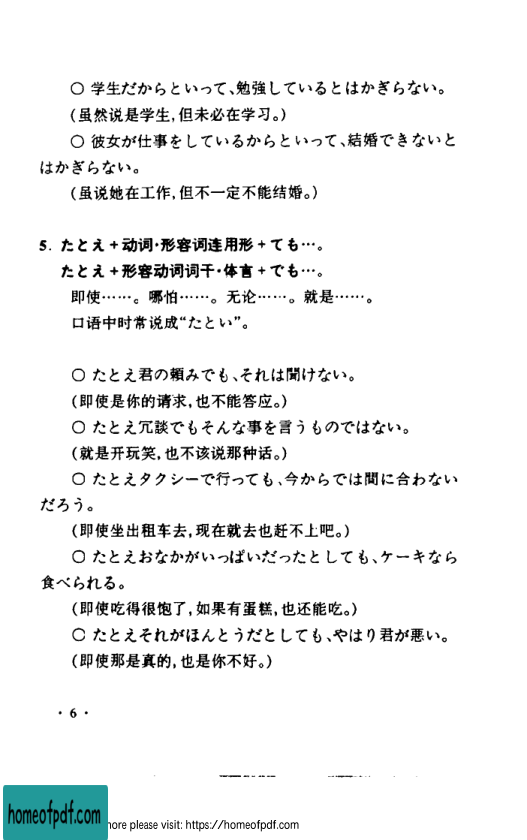 ○ 学生だからといって、勉強しているとはかぎらない。
(虽然说是学生,但未必在学习。)
○ 彼女が仕事をしているからといって、結婚できないと
はかぎらない。
(虽说她在工作,但不一定不能结婚。)
5. たとえ+动词·形容词连用形+ても…。
たとえ+形容动词词干·体言+でも…。
即使……。哪怕……。无论……。就是……。
口语中时常说成“たとい”。
○ たとえ君の頼みでも、それは聞けない。
(即使是你的请求,也不能答应。)
○ たとえ冗談でもそんな事を言うものではない。
(就是开玩笑,也不该说那种话。)
○ たとえタクシーで行っても、今からでは間に合わない
だろう。
(即使坐出租车去,现在就去也赶不上吧。)
○ たとえおなかがいっぱいだったとしても、ケーキなら
食べられる。
(即使吃得很饱了,如果有蛋糕,也还能吃。)
○ たとえそれがほんとうだとしても、やはり君が悪い。
(即使那是真的,也是你不好。)
· 6 ·
homeofpdf.com
more please visit: https://homeofpdf.com